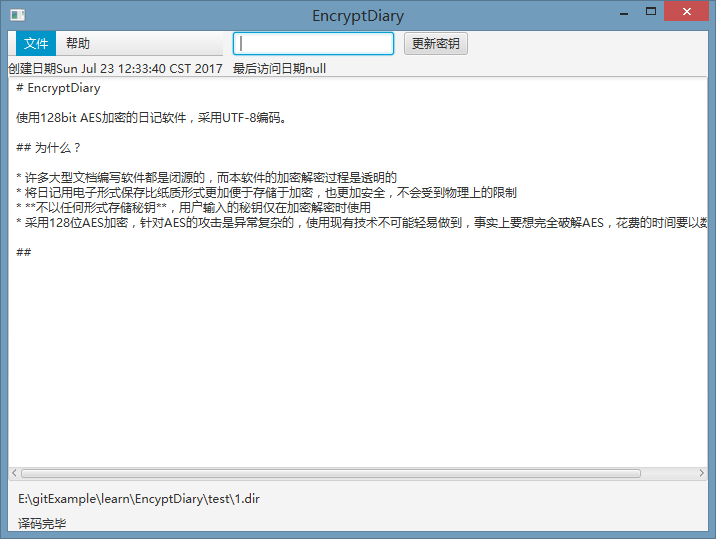 EncryptDiary
文件 帮助 更新密钥
创建日期Sun Jul 23 12:33:40 CST 2017 最后访问日期null
# EncryptDiary
使用128bit AES加密的日记软件，采用UTF-8编码。
## 为什么？
* 许多大型文档编写软件都是闭源的，而本软件的加密解密过程是透明的
* 将日记用电子形式保存比纸质形式更加便于存储于加密，也更加安全，不会受到物理上的限制
* **不以任何形式存储秘钥**，用户输入的秘钥仅在加密解密时使用
* 采用128位AES加密，针对AES的攻击是异常复杂的，使用现有技术不可能轻易做到，事实上要想完全破解AES，花费的时间要以数
##
E:\gitExample\learn\EncyptDiary\test\1.dir
译码完毕